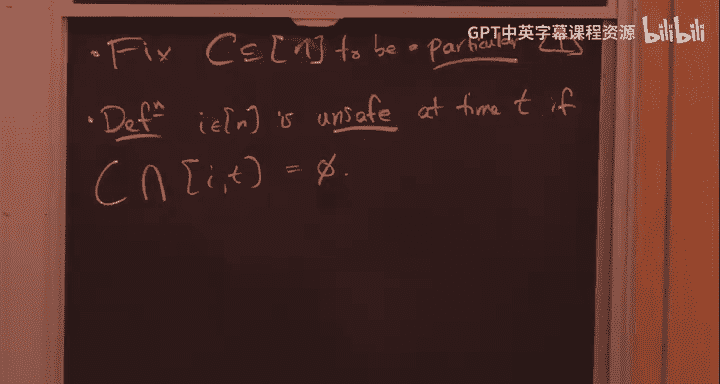 GPT中英字幕课程资源 bilibili
• Fix C ⊆ [n] to be a particular
• Defⁿ i∈[n] is unsafe at time t if
C ∩ [i,t) = ∅.